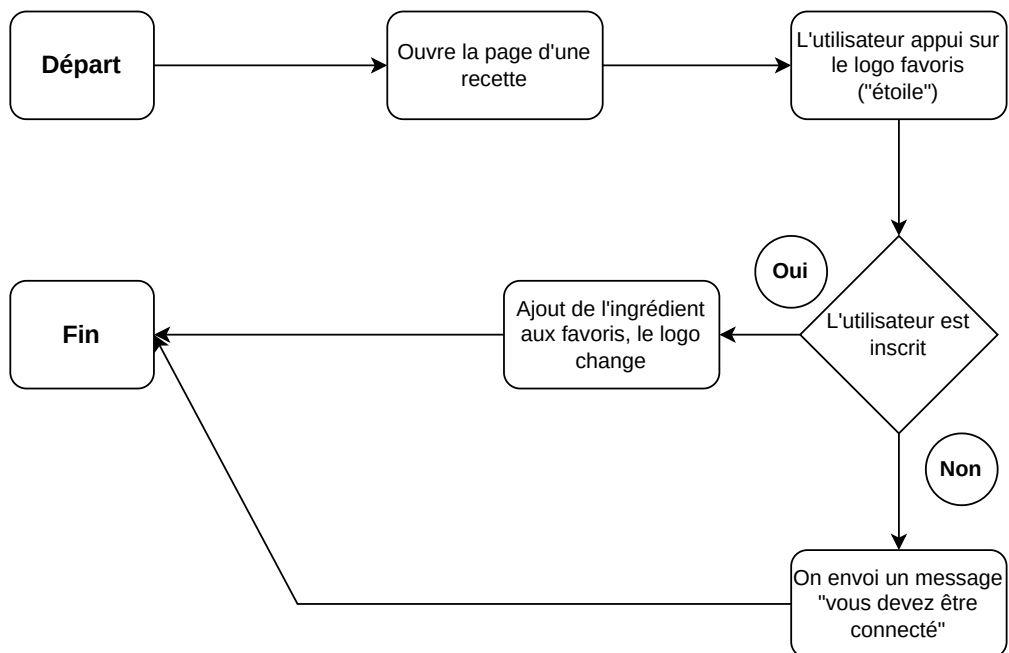 Départ
Ouvre la page d'une
recette
L'utilisateur appui sur
le logo favoris
("étoile")
Oui
L'utilisateur est
inscrit
Ajout de l'ingrédient
aux favoris, le logo
change
Fin
Non
On envoi un message
"vous devez être
connecté"